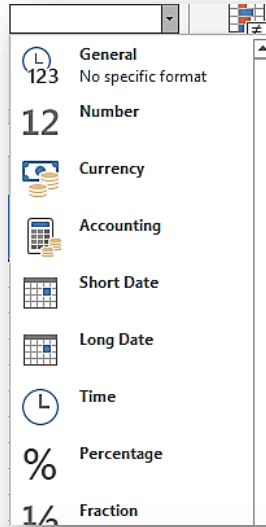 General
123
No specific format
12
Number
Currency
Accounting
Short Date
Long Date
Time
%
Percentage
½
Fraction